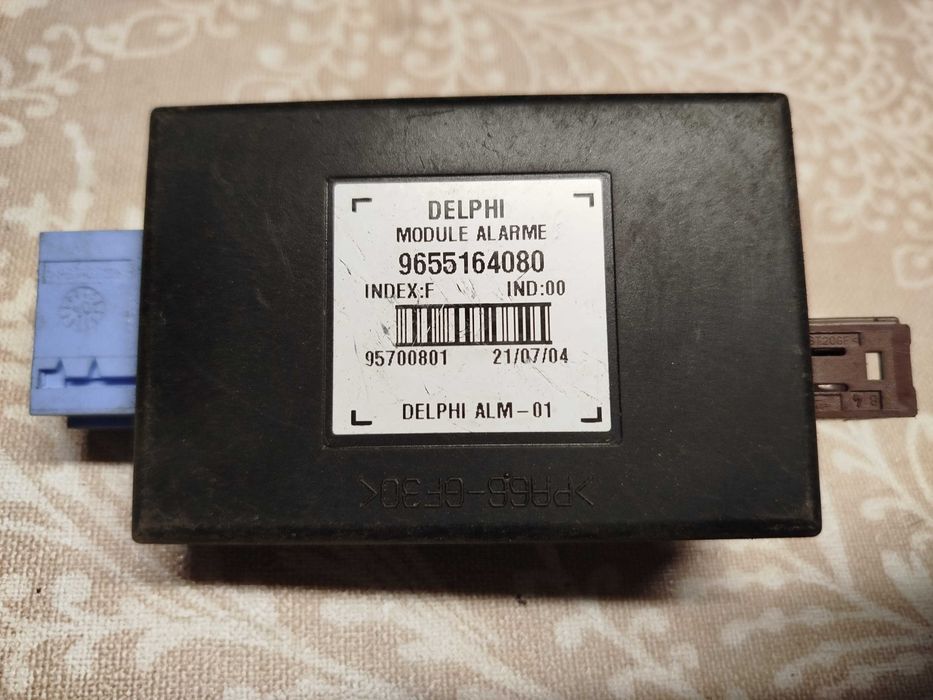 DELPHI
MODULE ALARME
9655164080
INDEX:F IND:00
95700801 21/07/04
DELPHI ALM-01
>PA66-GF30<